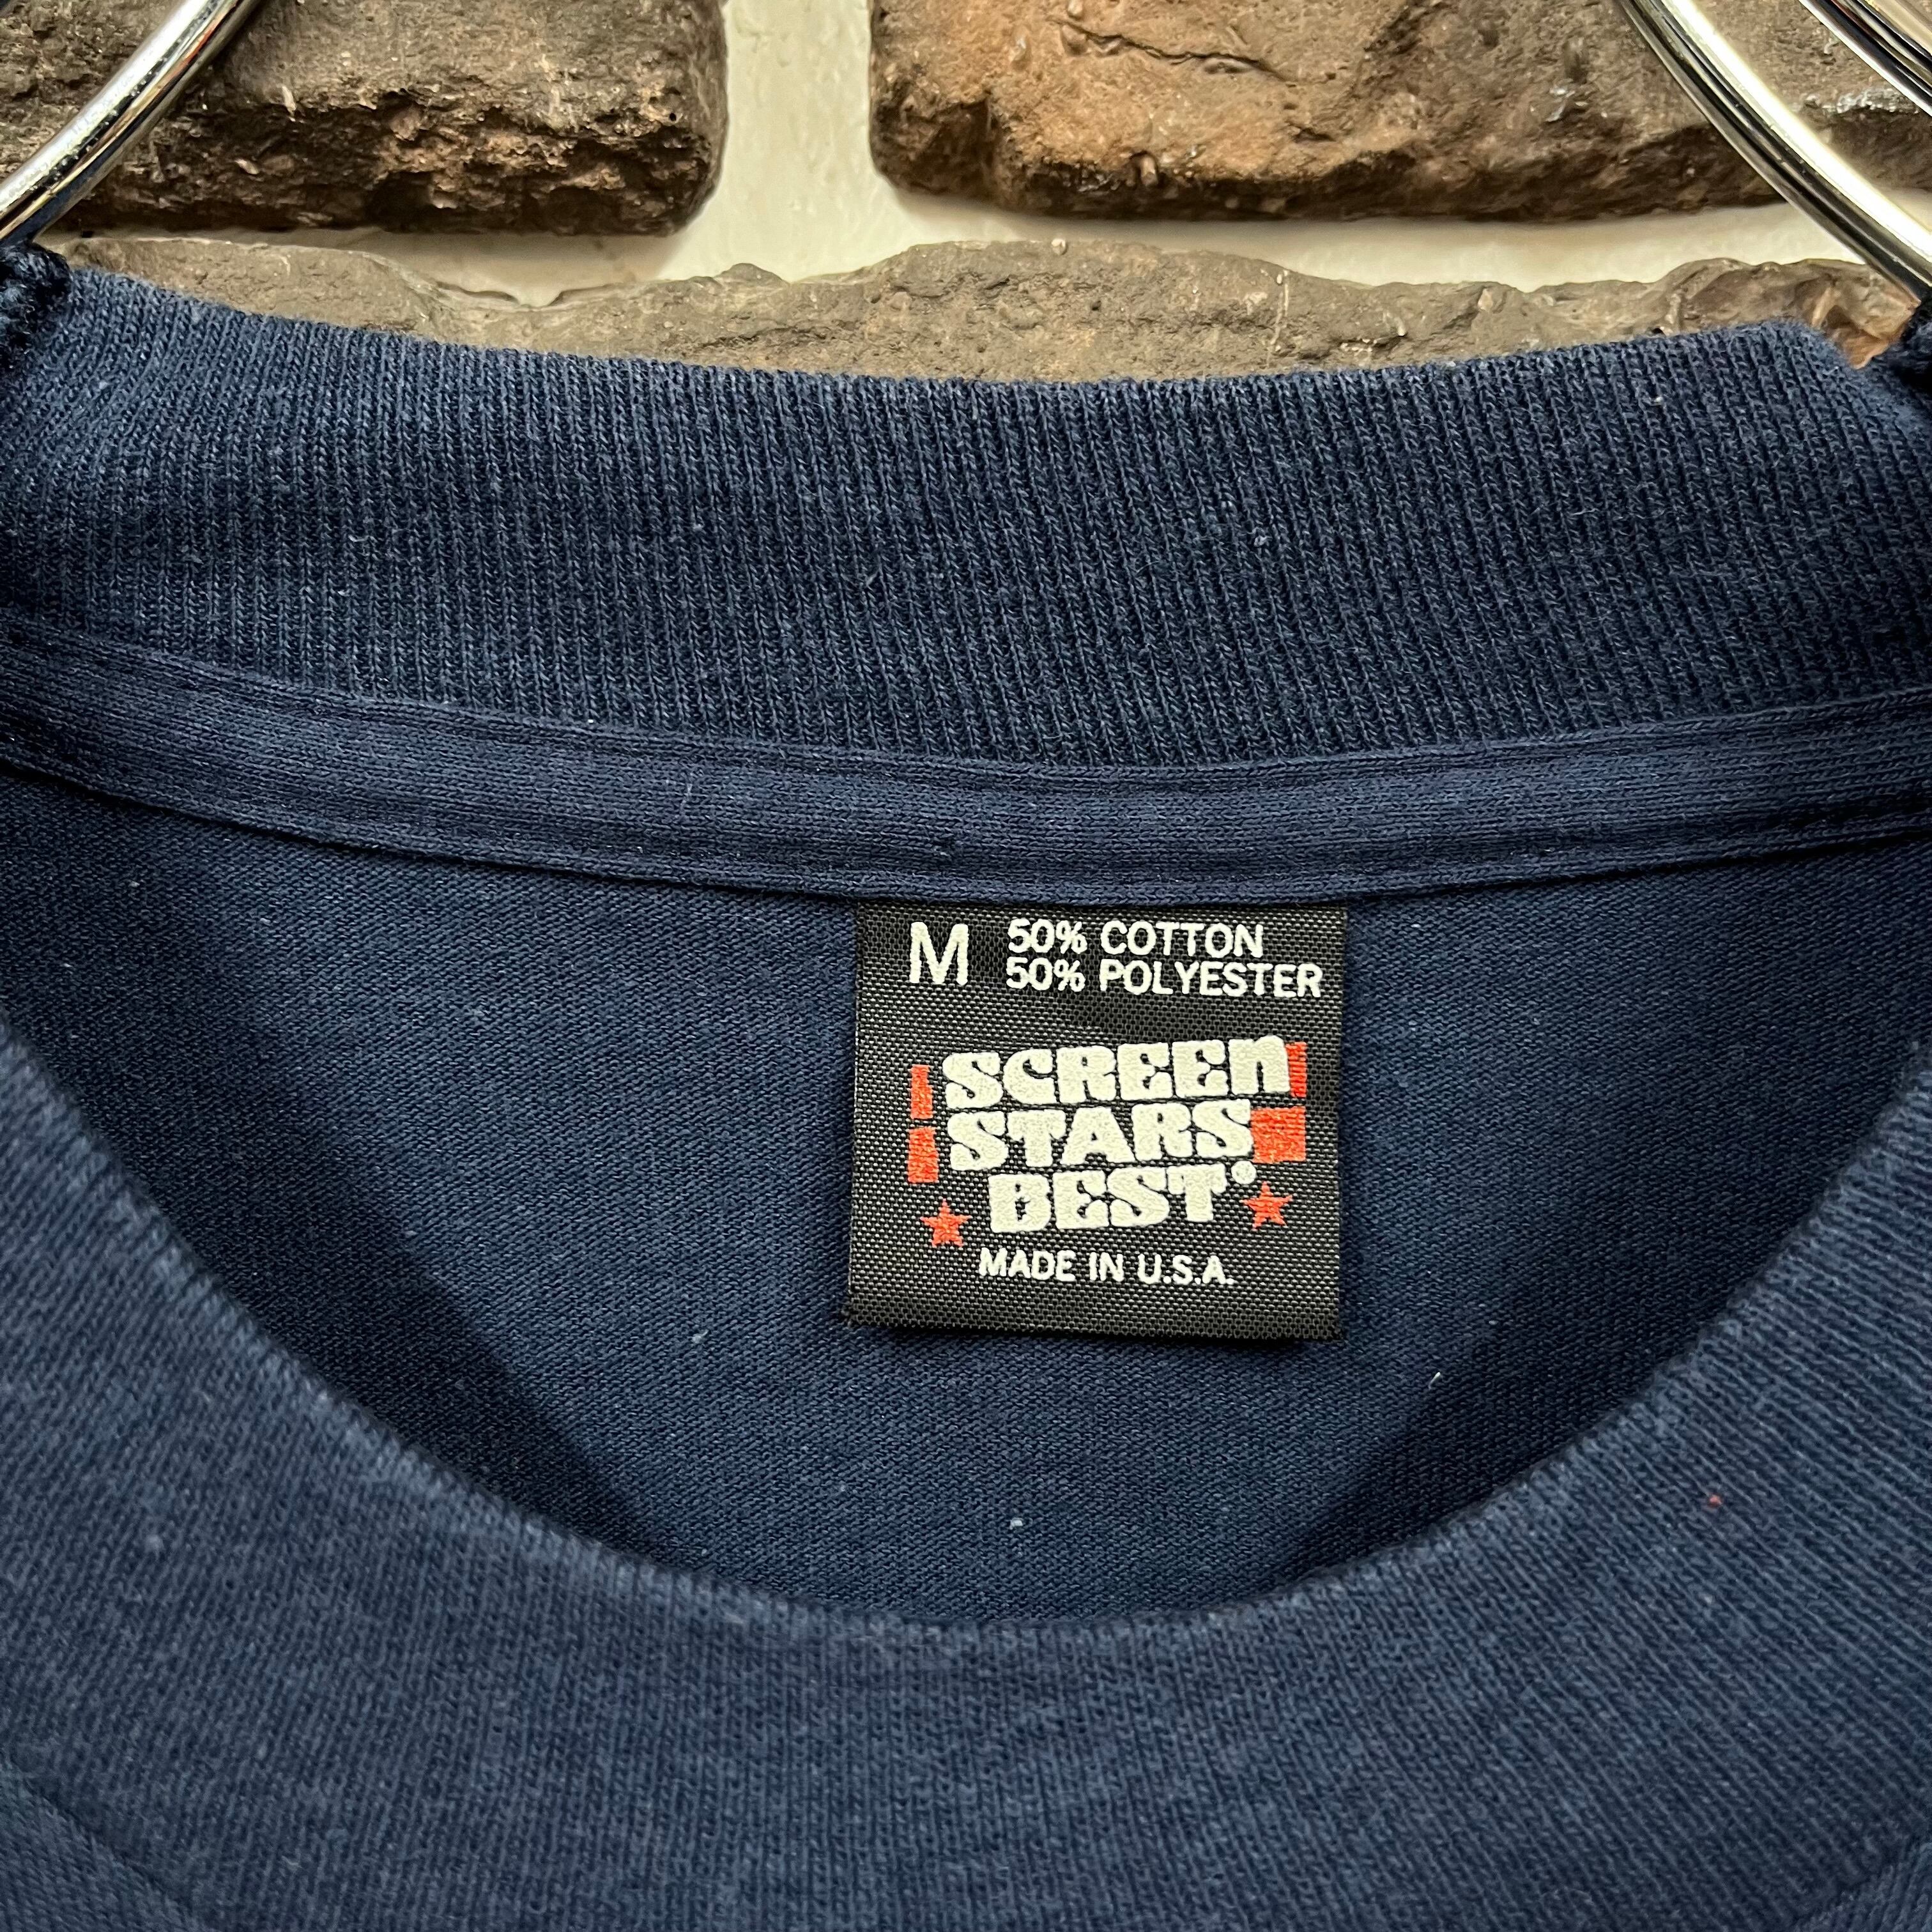 M 50% COTTON
50% POLYESTER
SCREEN
STARS
BEST®
MADE IN U.S.A.